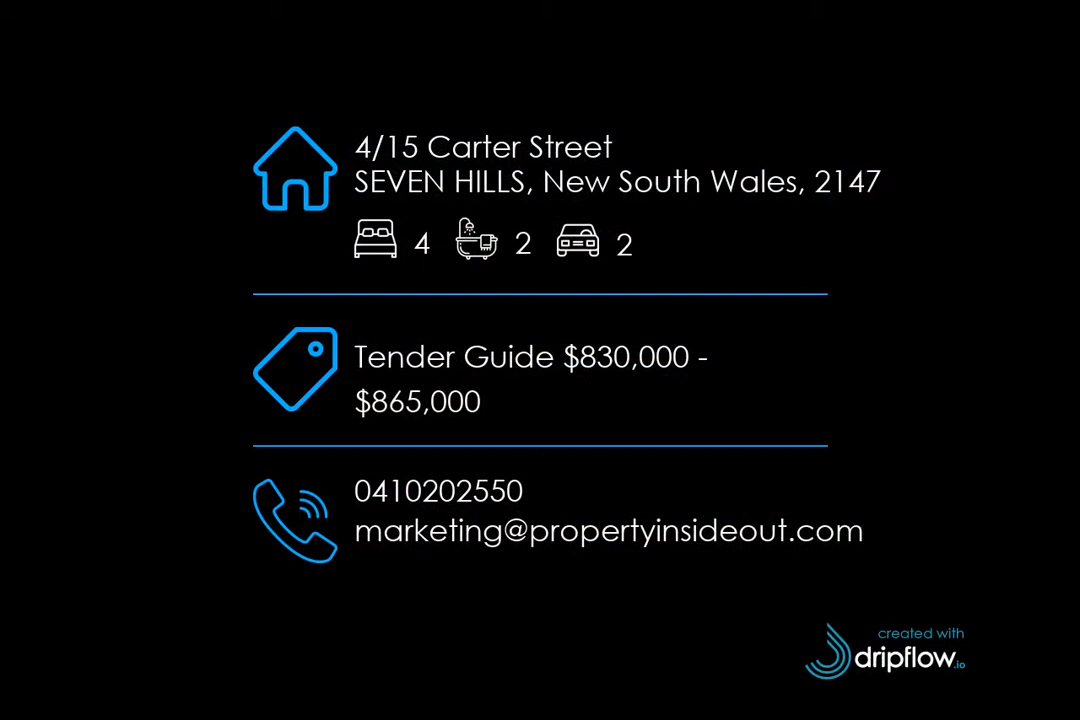 4/15 Carter Street
SEVEN HILLS, New South Wales, 2147
4 2 2
Tender Guide $830,000 -
$865,000
0410202550
marketing@propertyinsideout.com
created with
dripflow.io